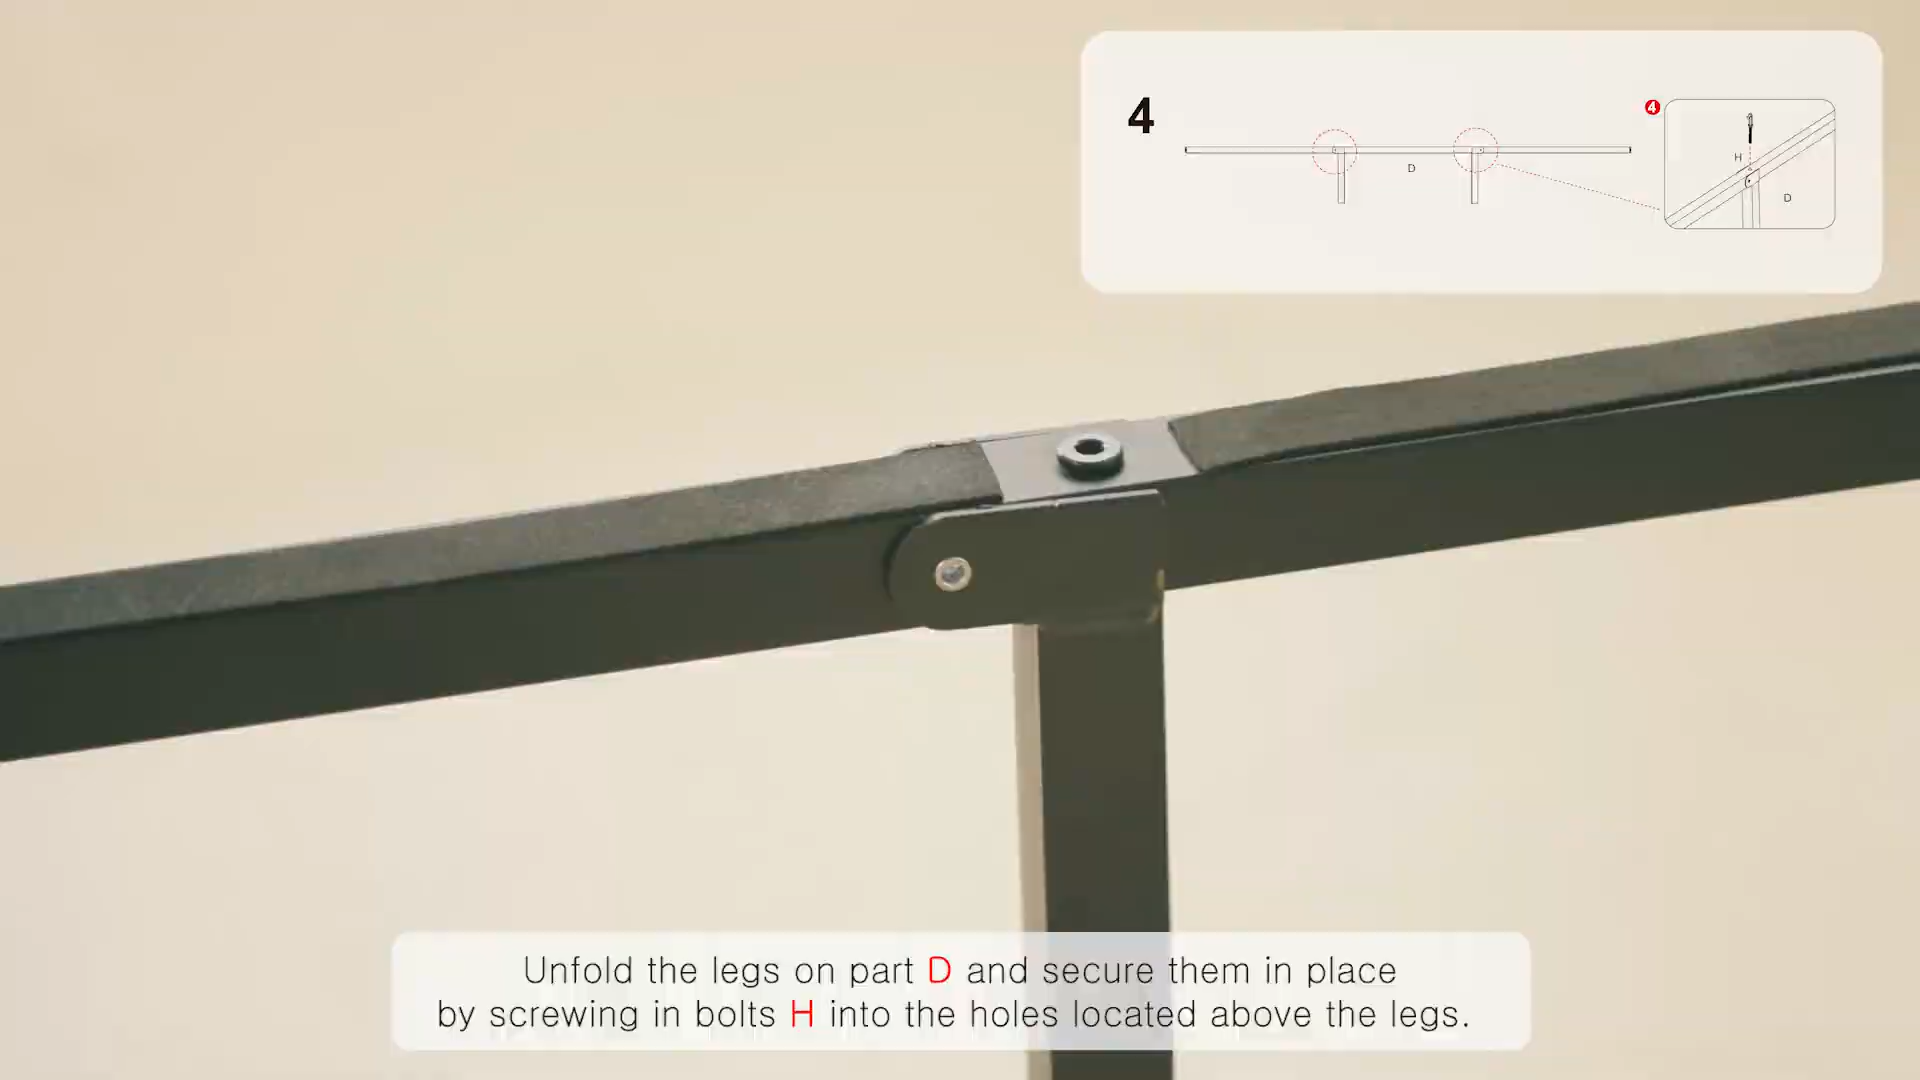 4
D
4
H
D
Unfold the legs on part D and secure them in place
by screwing in bolts H into the holes located above the legs.